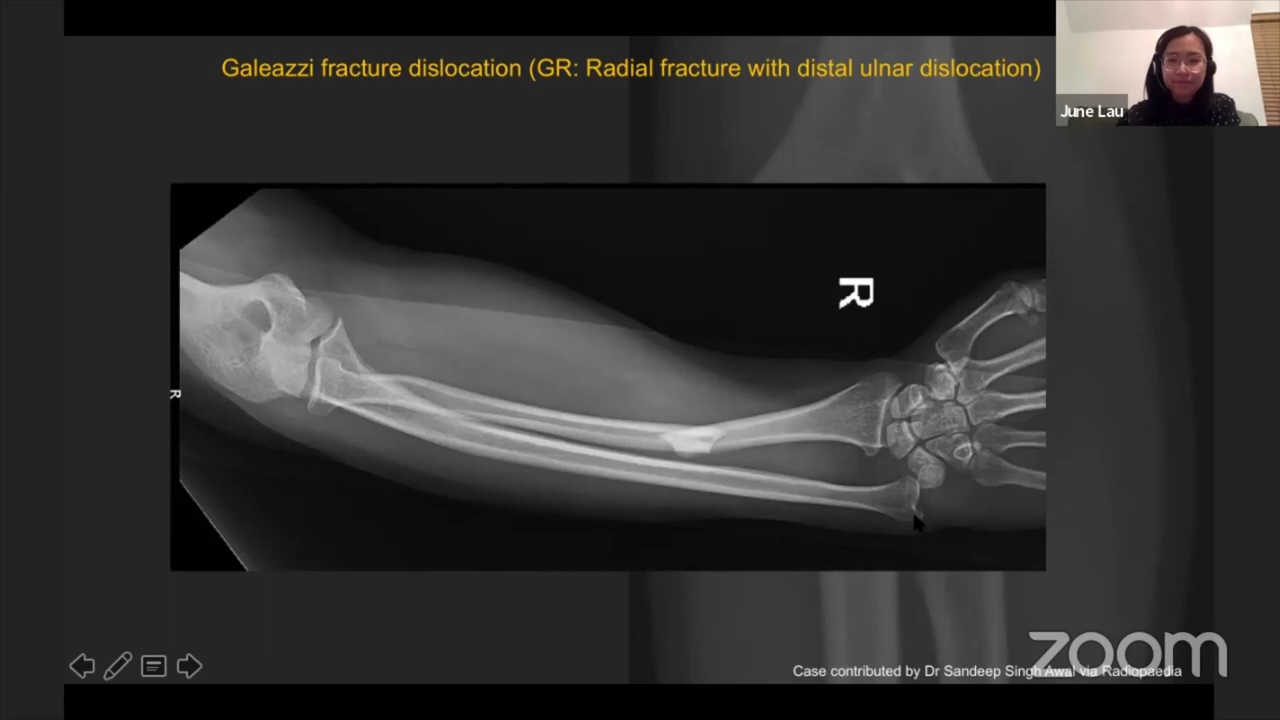 Galeazzi fracture dislocation (GR: Radial fracture with distal ulnar dislocation)
June Lau
R
R
zoom
Case contributed by Dr Sandeep Singh Awal via Radiopaedia